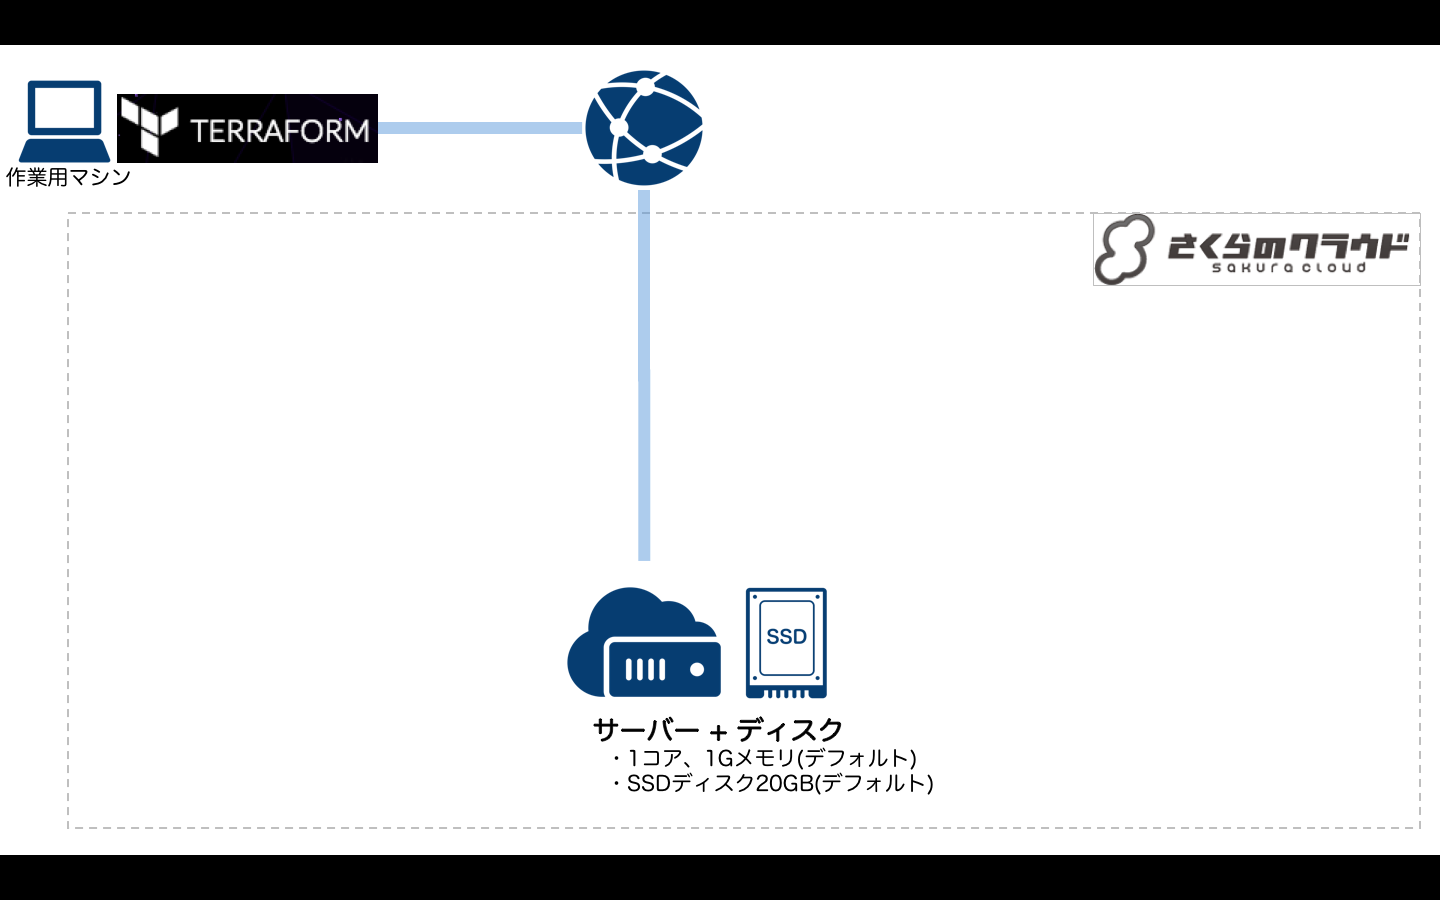 TERRAFORM
作業用マシン
さくらのクラウド
sakura cloud
SSD
サーバー + ディスク
・1コア、1Gメモリ(デフォルト)
・SSDディスク20GB(デフォルト)